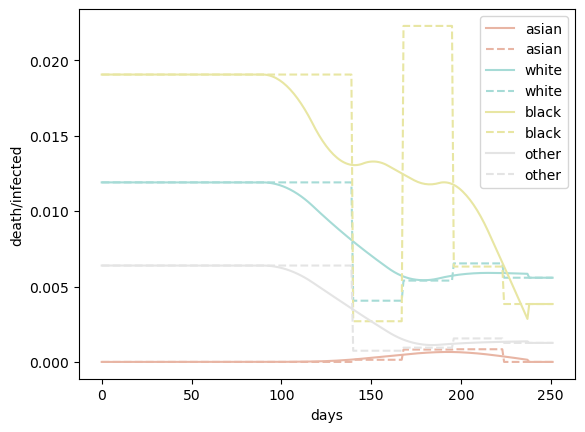 death/infected
0.020
0.015
0.010
0.005
0.000
0
50
100
150
200
250
days
asian
asian
white
white
black
black
other
other